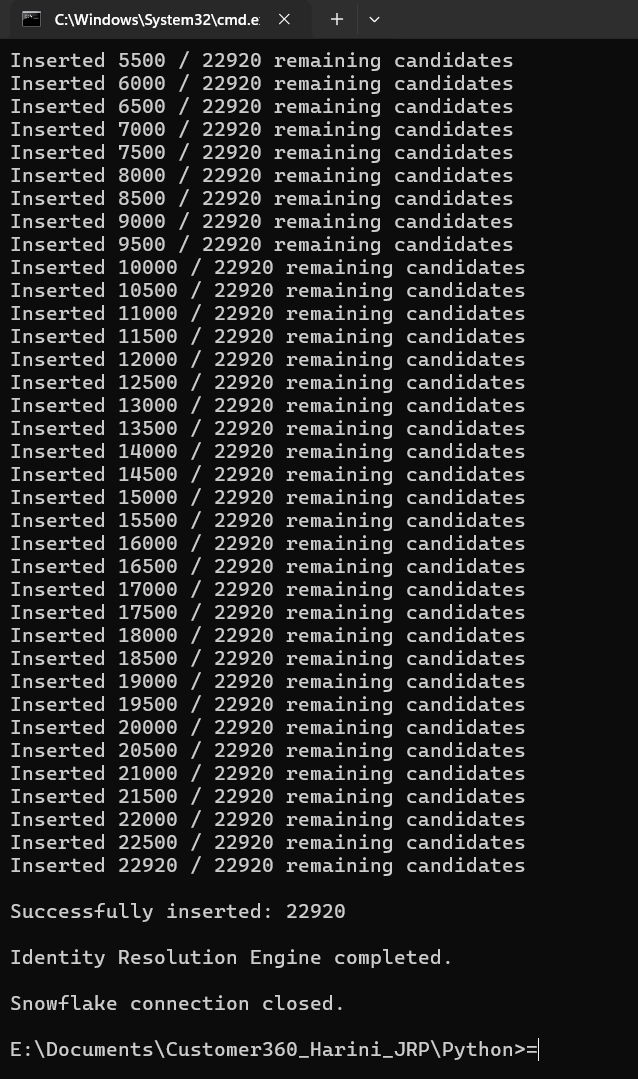 C:\Windows\System32\cmd.e
Inserted 5500 / 22920 remaining candidates
Inserted 6000 / 22920 remaining candidates
Inserted 6500 / 22920 remaining candidates
Inserted 7000 / 22920 remaining candidates
Inserted 7500 / 22920 remaining candidates
Inserted 8000 / 22920 remaining candidates
Inserted 8500 / 22920 remaining candidates
Inserted 9000 / 22920 remaining candidates
Inserted 9500 / 22920 remaining candidates
Inserted 10000 / 22920 remaining candidates
Inserted 10500 / 22920 remaining candidates
Inserted 11000 / 22920 remaining candidates
Inserted 11500 / 22920 remaining candidates
Inserted 12000 / 22920 remaining candidates
Inserted 12500 / 22920 remaining candidates
Inserted 13000 / 22920 remaining candidates
Inserted 13500 / 22920 remaining candidates
Inserted 14000 / 22920 remaining candidates
Inserted 14500 / 22920 remaining candidates
Inserted 15000 / 22920 remaining candidates
Inserted 15500 / 22920 remaining candidates
Inserted 16000 / 22920 remaining candidates
Inserted 16500 / 22920 remaining candidates
Inserted 17000 / 22920 remaining candidates
Inserted 17500 / 22920 remaining candidates
Inserted 18000 / 22920 remaining candidates
Inserted 18500 / 22920 remaining candidates
Inserted 19000 / 22920 remaining candidates
Inserted 19500 / 22920 remaining candidates
Inserted 20000 / 22920 remaining candidates
Inserted 20500 / 22920 remaining candidates
Inserted 21000 / 22920 remaining candidates
Inserted 21500 / 22920 remaining candidates
Inserted 22000 / 22920 remaining candidates
Inserted 22500 / 22920 remaining candidates
Inserted 22920 / 22920 remaining candidates
Successfully inserted: 22920
Identity Resolution Engine completed.
Snowflake connection closed.
E:\Documents\Customer360_Harini_JRP\Python>=